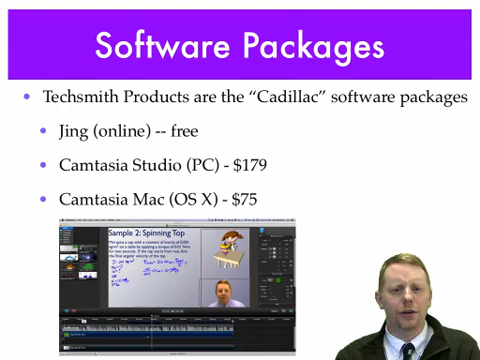 Software Packages
Techsmith Products are the “Cadillac” software packages
Jing (online) -- free
Camtasia Studio (PC) - $179
Camtasia Mac (OS X) - $75
Sample 2: Spinning Top